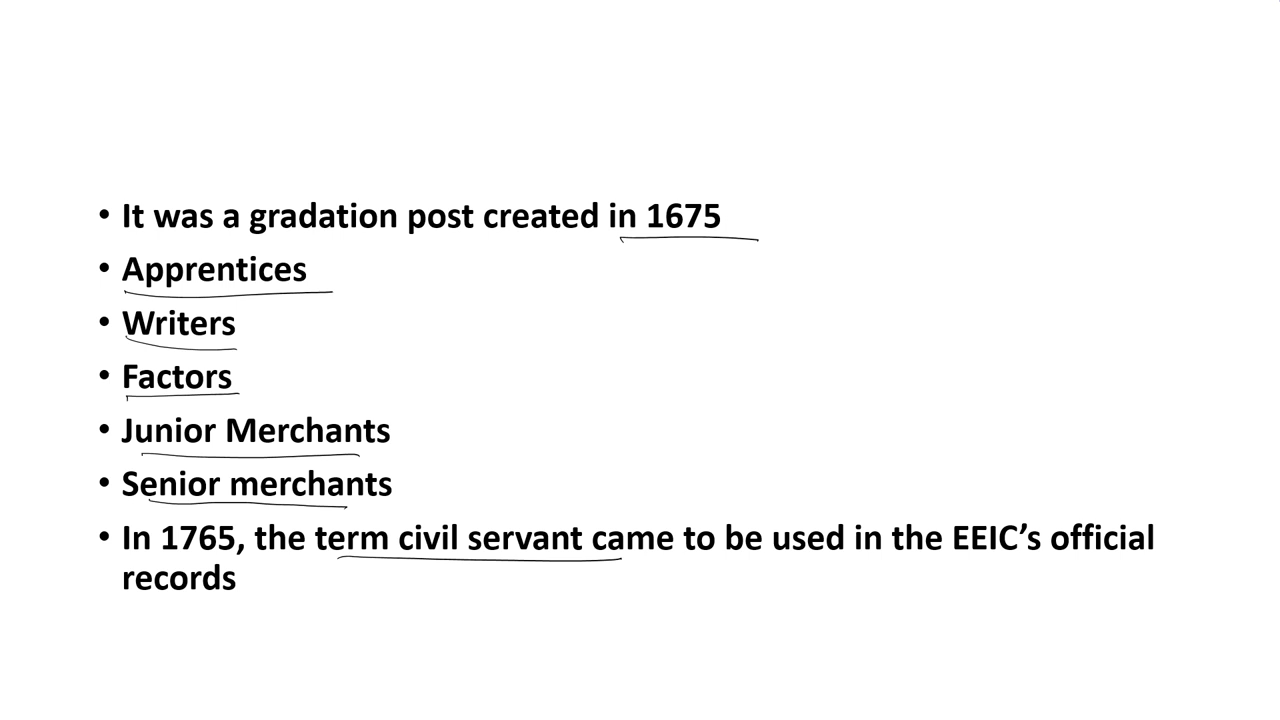 • It was a gradation post created in 1675
• Apprentices
• Writers
• Factors
• Junior Merchants
• Senior merchants
• In 1765, the term civil servant came to be used in the EEIC’s official
records